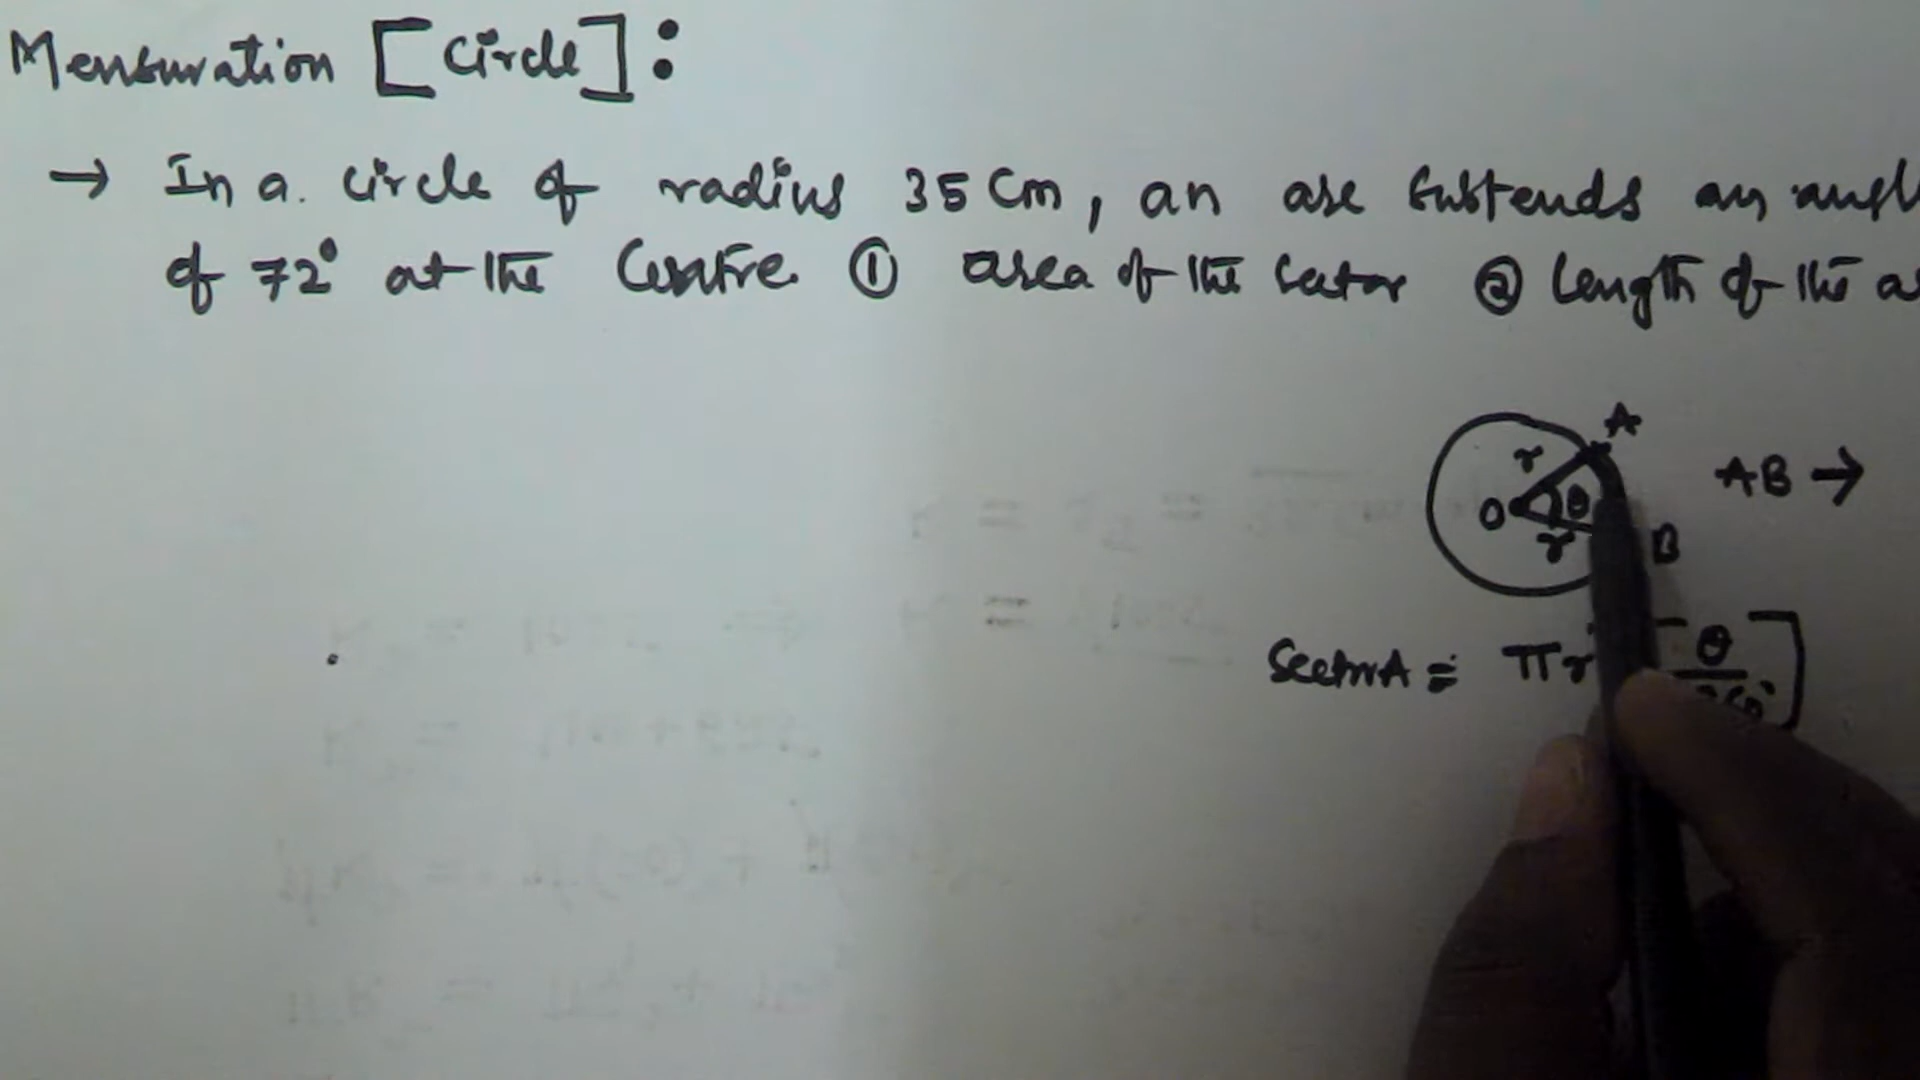 Mensuration [Circle]:
→ In a. circle of radius 35 cm, an arc subtends an angl
of 72° at the Centre. ① area of the sector ② length of the a
A
r
AB →
O θ
r B
Sector A = πr [θ